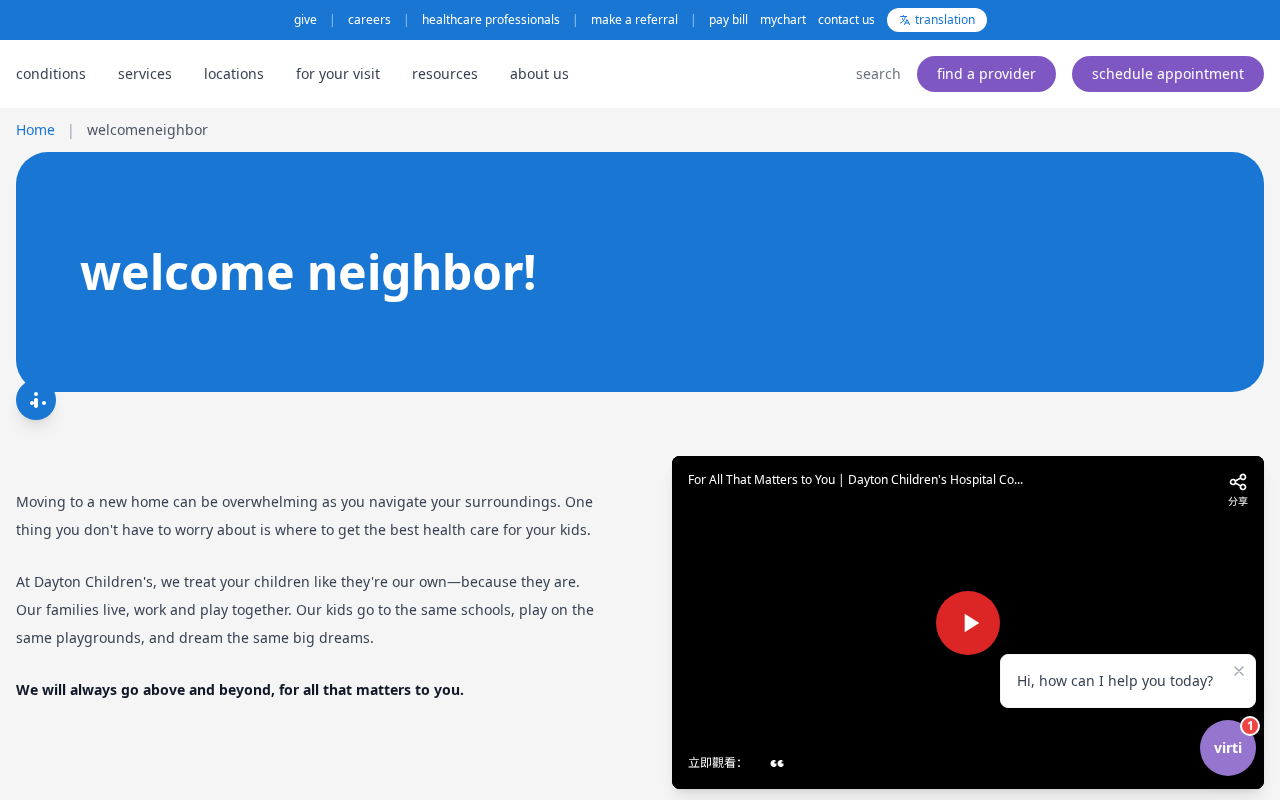 give | careers | healthcare professionals | make a referral | pay bill mychart contact us translation
conditions services locations for your visit resources about us search find a provider schedule appointment
Home | welcomeneighbor
welcome neighbor!
Moving to a new home can be overwhelming as you navigate your surroundings. One
thing you don't have to worry about is where to get the best health care for your kids.
At Dayton Children's, we treat your children like they're our own—because they are.
Our families live, work and play together. Our kids go to the same schools, play on the
same playgrounds, and dream the same big dreams.
We will always go above and beyond, for all that matters to you.
For All That Matters to You | Dayton Children's Hospital Co...
分享
Hi, how can I help you today?
1
virti
立即觀看：